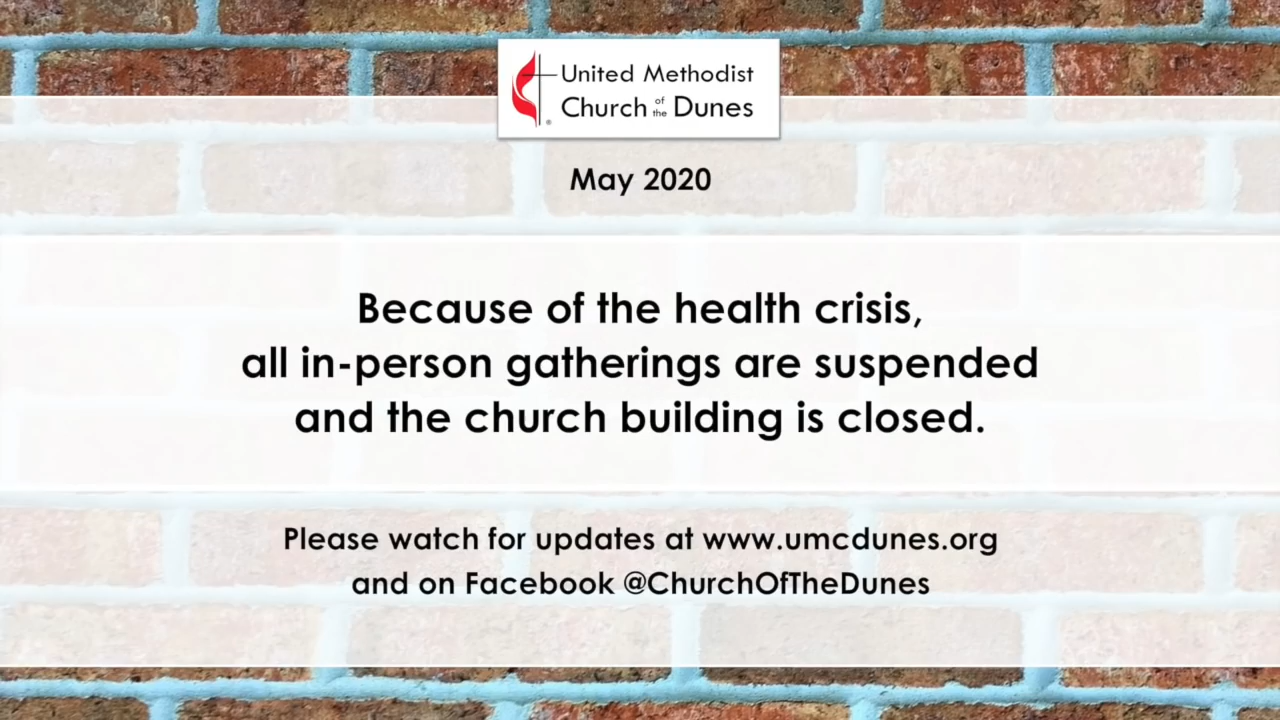 United Methodist
Church of the Dunes
May 2020
Because of the health crisis,
all in-person gatherings are suspended
and the church building is closed.
Please watch for updates at www.umcdunes.org
and on Facebook @ChurchOfTheDunes